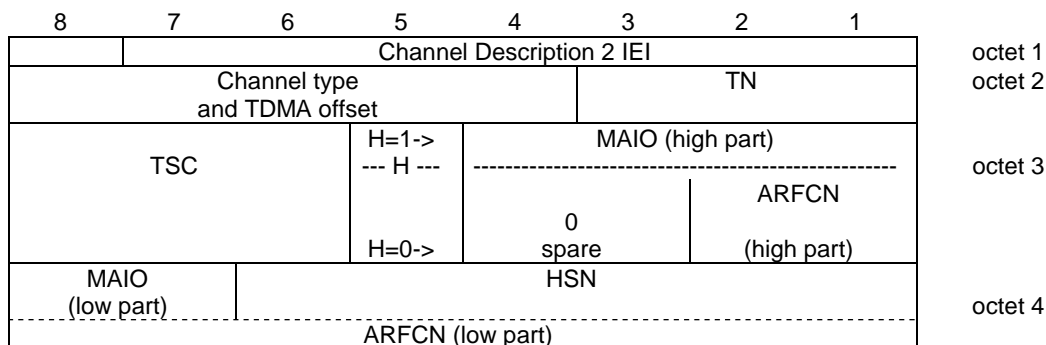 8 7 6 5 4 3 2 1
Channel Description 2 IEI octet 1
Channel type TN octet 2
and TDMA offset
H=1-> MAIO (high part)
TSC --- H --- ---------------------------------------------------- octet 3
ARFCN
0
H=0-> spare (high part)
MAIO HSN
(low part) octet 4
ARFCN (low part)